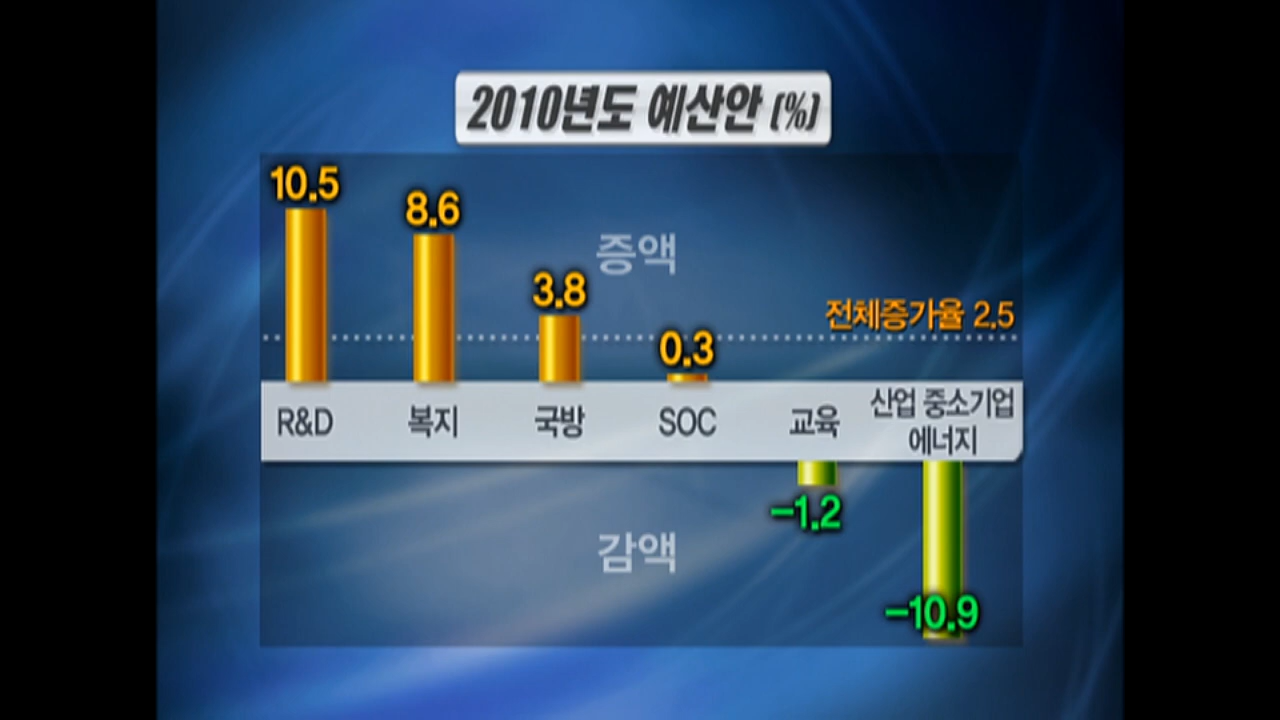 2010년도 예산안 (%)
10.5
8.6
증액
3.8
전체증가율 2.5
0.3
R&D
복지
국방
SOC
교육
산업 중소기업
에너지
-1.2
감액
-10.9